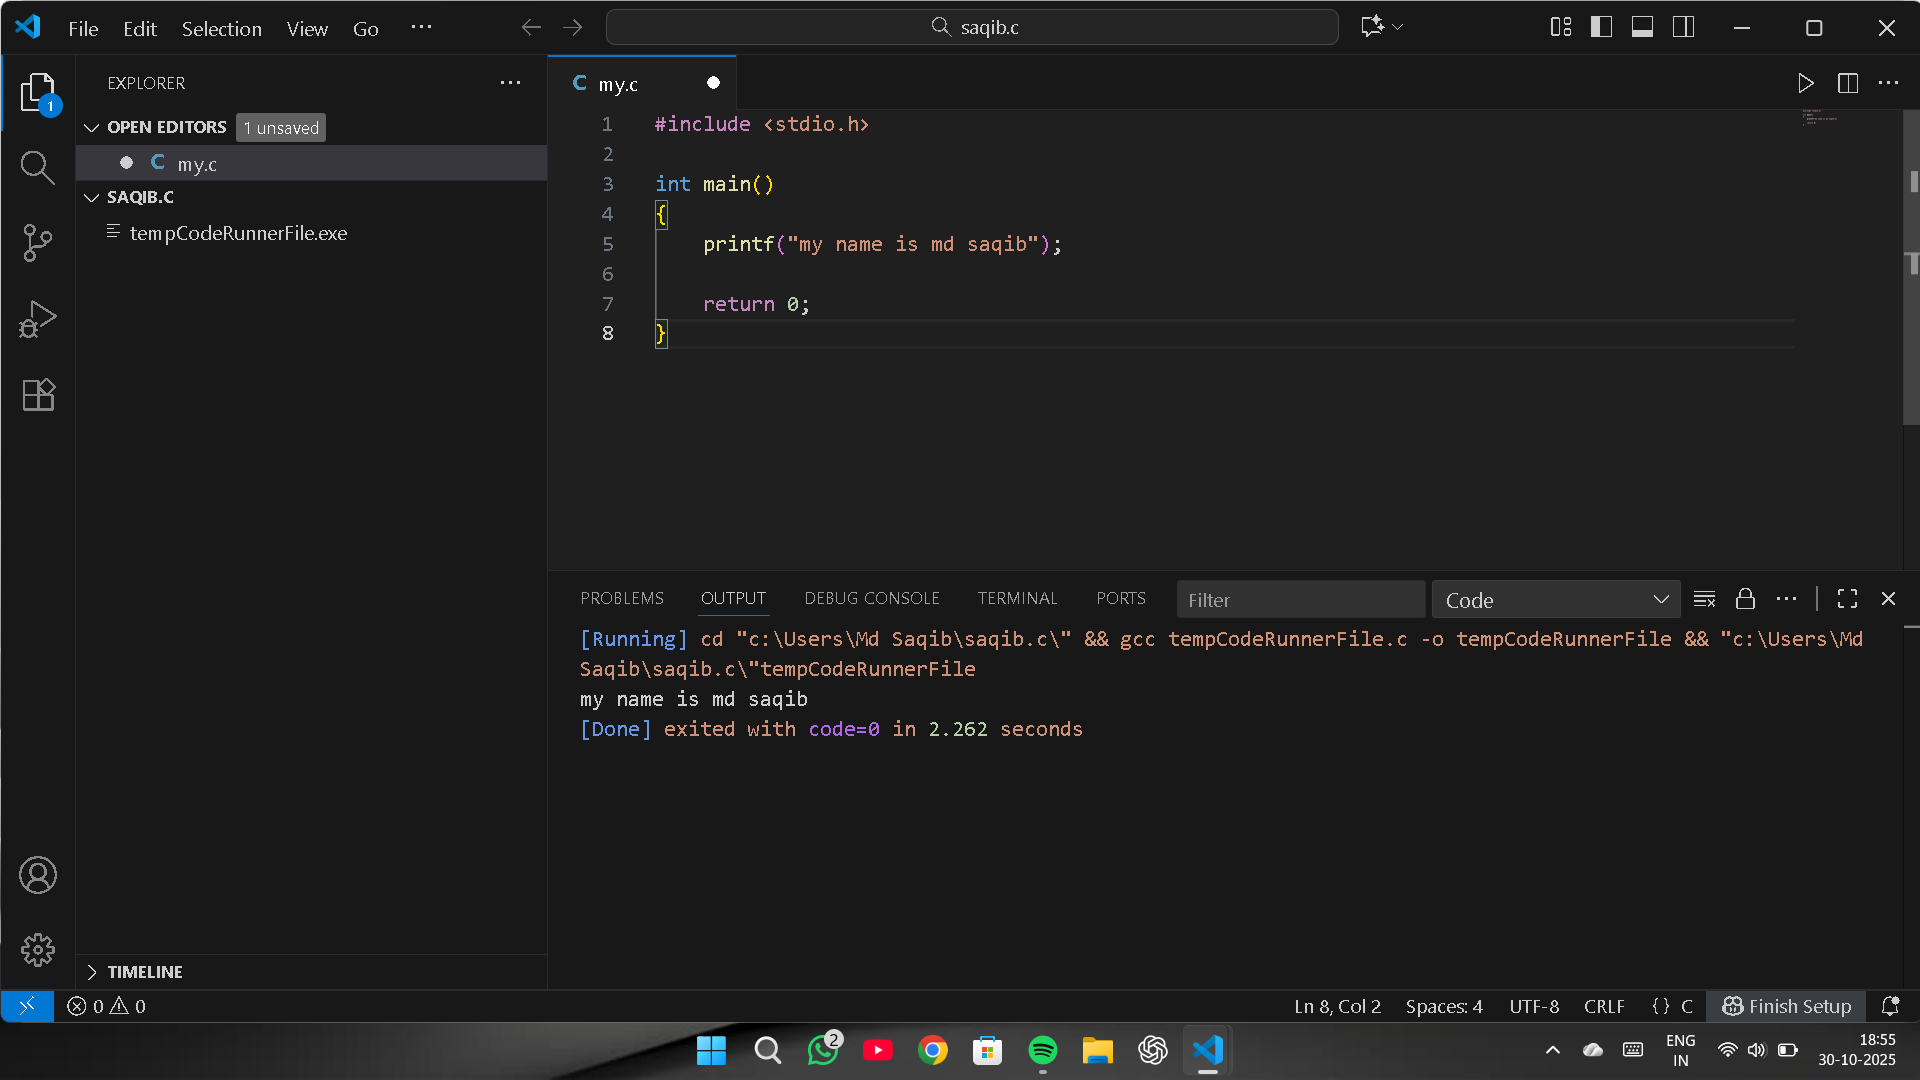 File Edit Selection View Go ···
saqib.c
EXPLORER
OPEN EDITORS 1 unsaved
C my.c
SAQIB.C
tempCodeRunnerFile.exe
TIMELINE
1
C my.c
1 #include <stdio.h>
2
3 int main()
4 {
5 printf("my name is md saqib");
6
7 return 0;
8 }
PROBLEMS OUTPUT DEBUG CONSOLE TERMINAL PORTS Filter Code
[Running] cd "c:\Users\Md Saqib\saqib.c\" && gcc tempCodeRunnerFile.c -o tempCodeRunnerFile && "c:\Users\Md
Saqib\saqib.c\"tempCodeRunnerFile
my name is md saqib
[Done] exited with code=0 in 2.262 seconds
0 0 Ln 8, Col 2 Spaces: 4 UTF-8 CRLF {} C Finish Setup
2
ENG
IN
18:55
30-10-2025